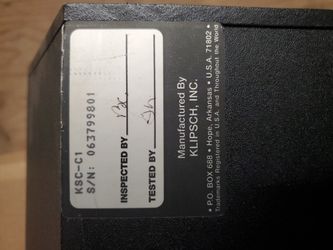 KSC-C1
S/N: 063799801
INSPECTED BY
TESTED BY
Manufactured By
KLIPSCH, INC.
• P.O. BOX 688 • Hope, Arkansas • U.S.A. 71802 •
Trademarks Registered in U.S.A. and Throughout the World